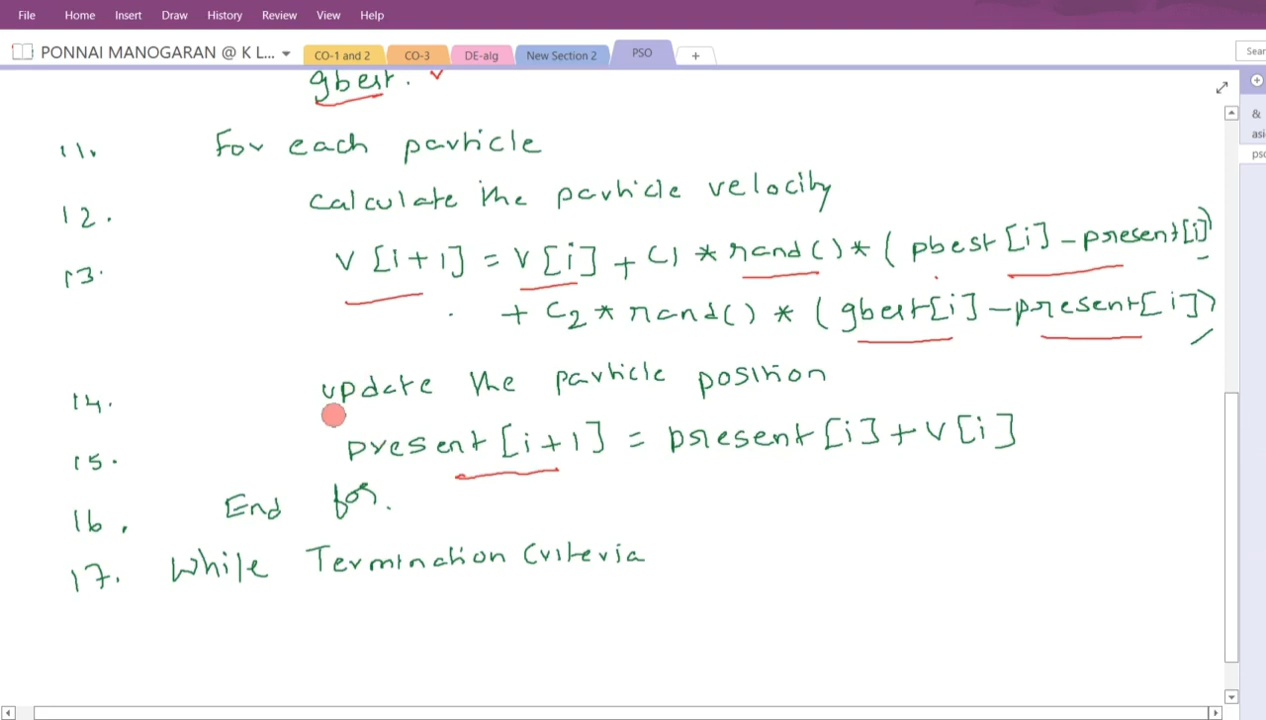 File Home Insert Draw History Review View Help
PONNAI MANOGARAN @ K L... CO-1 and 2 CO-3 DE-alg New Section 2 PSO +
Sear
gbest.
11. For each particle
12. calculate the particle velocity
13. V [i+1] = V [i] + C1 * rand() * ( pbest [i] - present [i])
+ C2 * rand() * ( gbest [i] - present [i])
14. update the particle position
15. present [i+1] = present [i] + V [i]
16. End for.
17. While Termination Criteria
&
asi
pso